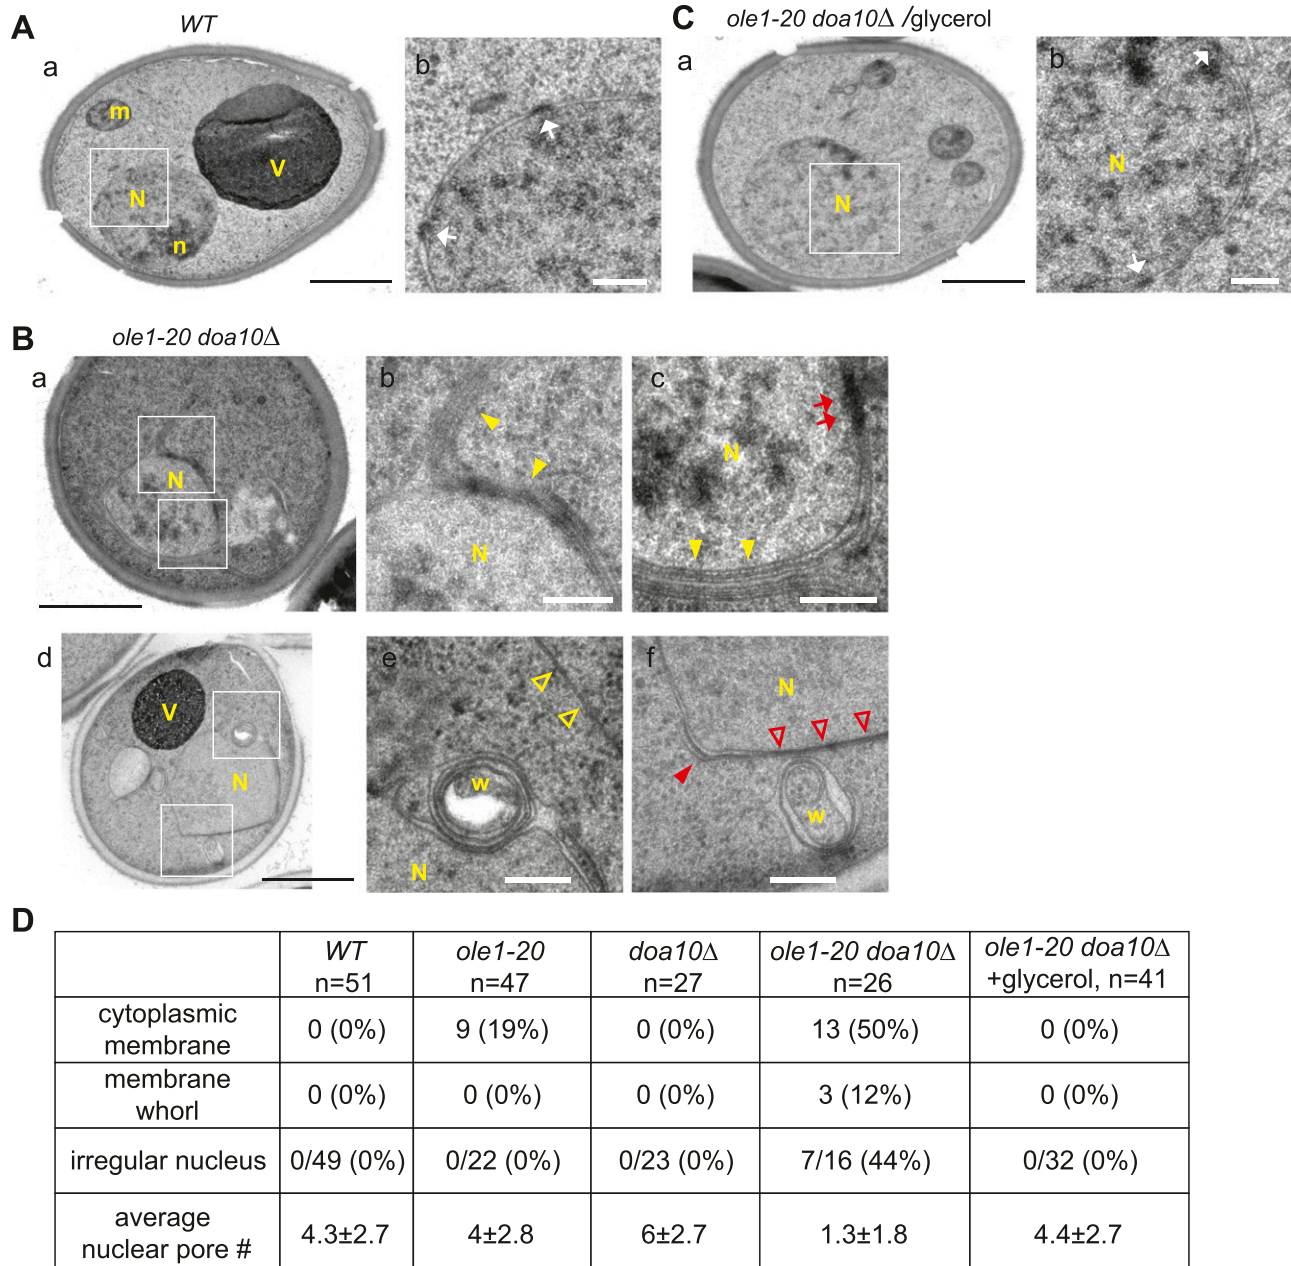 A
WT
a
m
V
N
n
b
C
ole1-20 doa10Δ /glycerol
a
N
b
N
B
ole1-20 doa10Δ
a
N
b
N
c
N
d
V
N
e
w
N
f
N
w
D
WT n=51
ole1-20 n=47
doa10Δ n=27
ole1-20 doa10Δ n=26
ole1-20 doa10Δ +glycerol, n=41
cytoplasmic membrane
0 (0%)
9 (19%)
0 (0%)
13 (50%)
0 (0%)
membrane whorl
0 (0%)
0 (0%)
0 (0%)
3 (12%)
0 (0%)
irregular nucleus
0/49 (0%)
0/22 (0%)
0/23 (0%)
7/16 (44%)
0/32 (0%)
average nuclear pore #
4.3±2.7
4±2.8
6±2.7
1.3±1.8
4.4±2.7